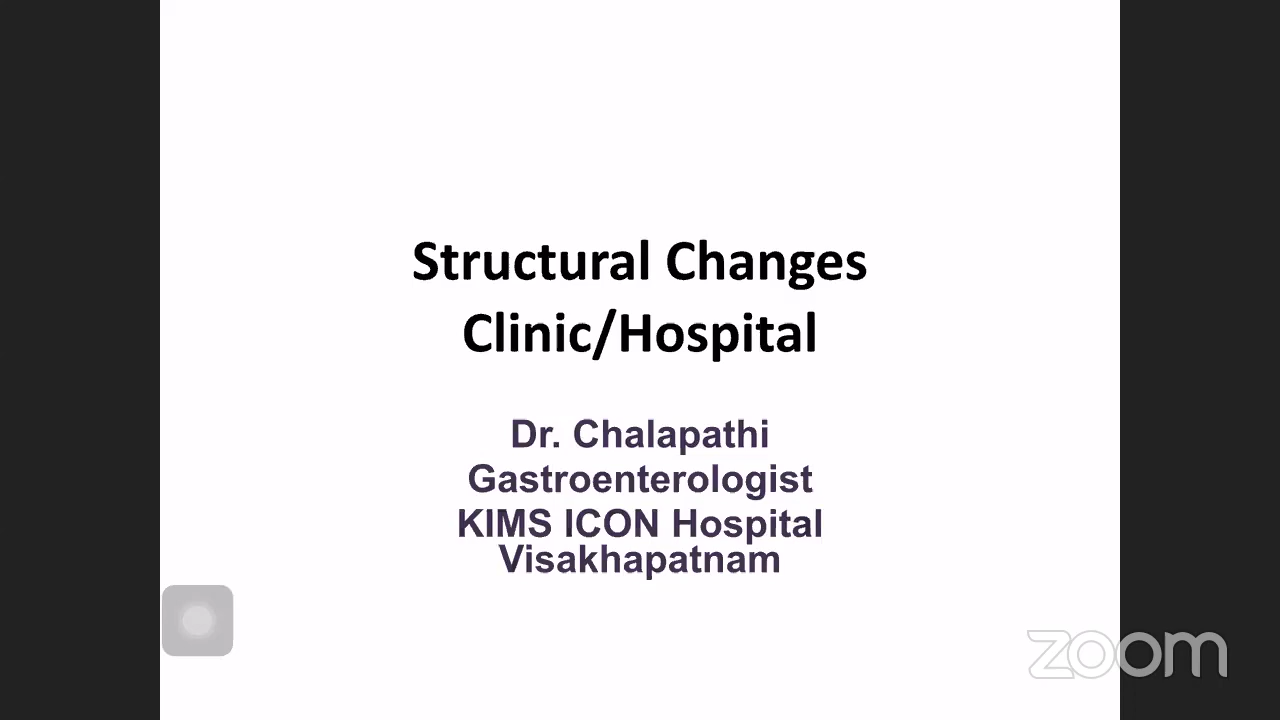 Structural Changes
Clinic/Hospital
Dr. Chalapathi
Gastroenterologist
KIMS ICON Hospital
Visakhapatnam
zoom